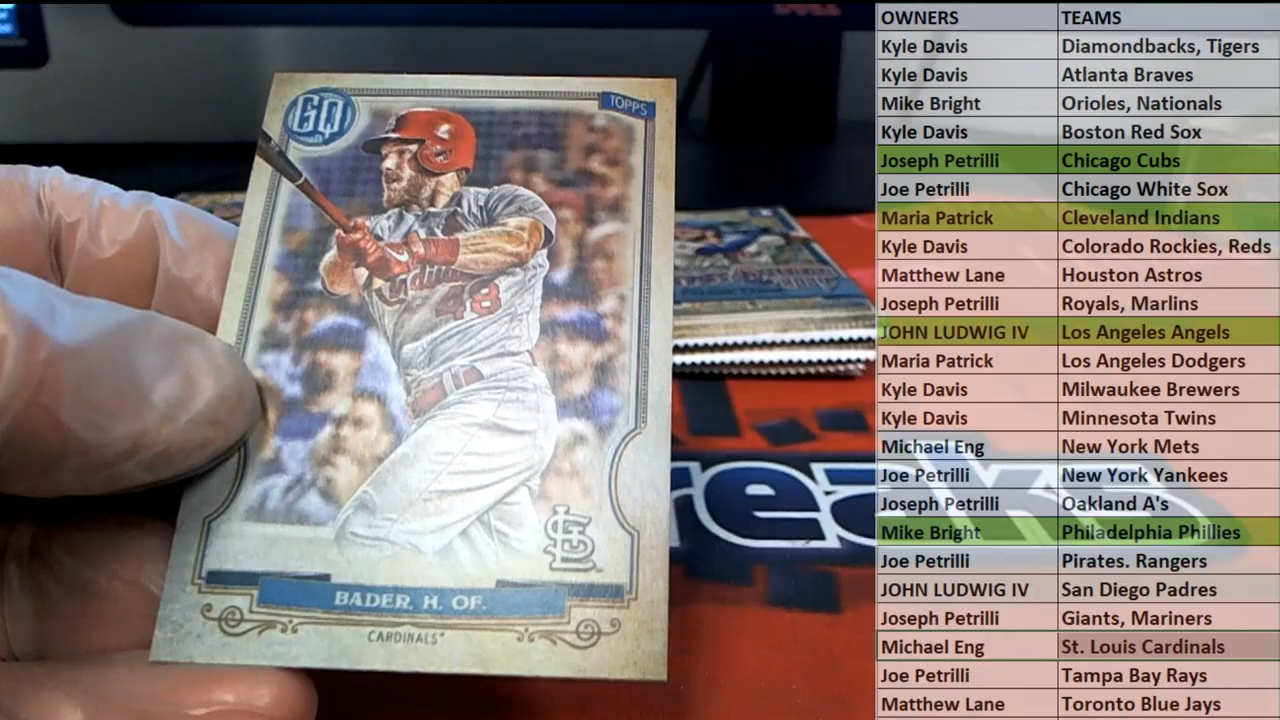 GQ
TOPPS
48
STL
BADER, H. OF.
CARDINALS
reaks
OWNERS TEAMS
Kyle Davis Diamondbacks, Tigers
Kyle Davis Atlanta Braves
Mike Bright Orioles, Nationals
Kyle Davis Boston Red Sox
Joseph Petrilli Chicago Cubs
Joe Petrilli Chicago White Sox
Maria Patrick Cleveland Indians
Kyle Davis Colorado Rockies, Reds
Matthew Lane Houston Astros
Joseph Petrilli Royals, Marlins
JOHN LUDWIG IV Los Angeles Angels
Maria Patrick Los Angeles Dodgers
Kyle Davis Milwaukee Brewers
Kyle Davis Minnesota Twins
Michael Eng New York Mets
Joe Petrilli New York Yankees
Joseph Petrilli Oakland A's
Mike Bright Philadelphia Phillies
Joe Petrilli Pirates. Rangers
JOHN LUDWIG IV San Diego Padres
Joseph Petrilli Giants, Mariners
Michael Eng St. Louis Cardinals
Joe Petrilli Tampa Bay Rays
Matthew Lane Toronto Blue Jays